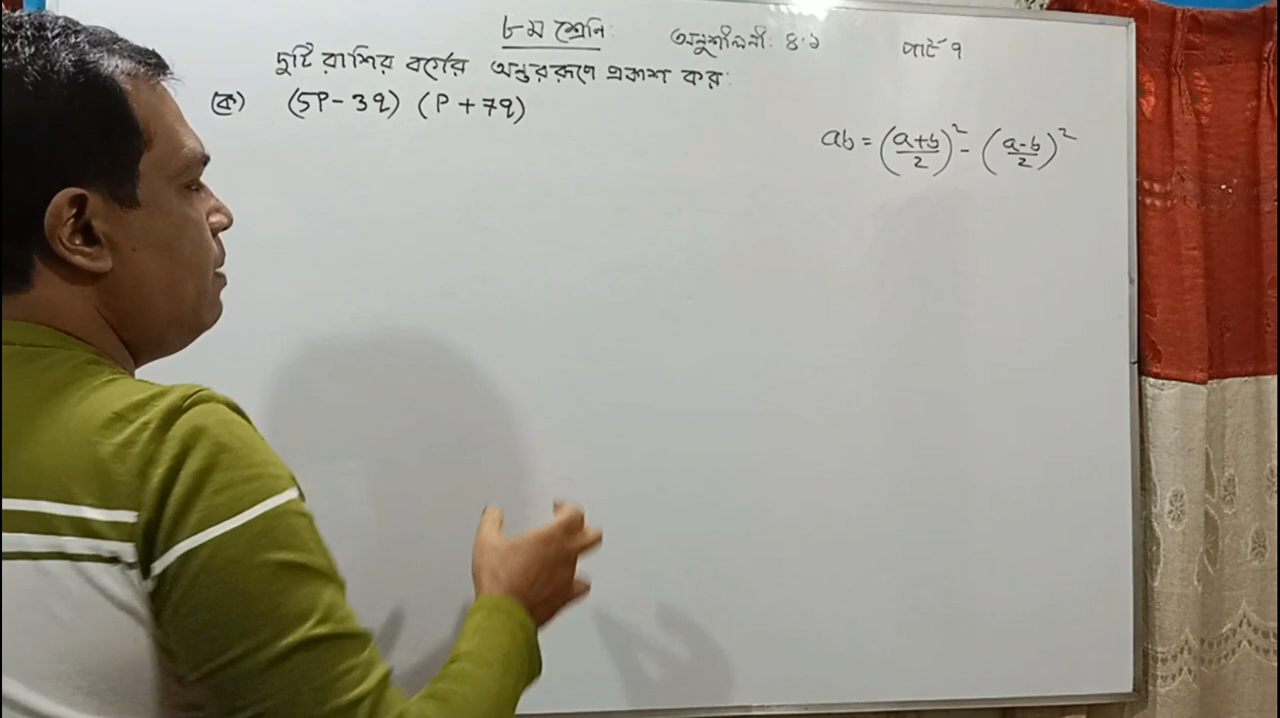 ৮-ম শ্রেনি: অনুশীলনী: ৪.১ পার্ট ৭
দুটি রাশির বর্গের অন্তররূপে প্রকাশ কর:
(ক) (5P - 3q) (P + 7q)
ab = (a+b/2)² - (a-b/2)²